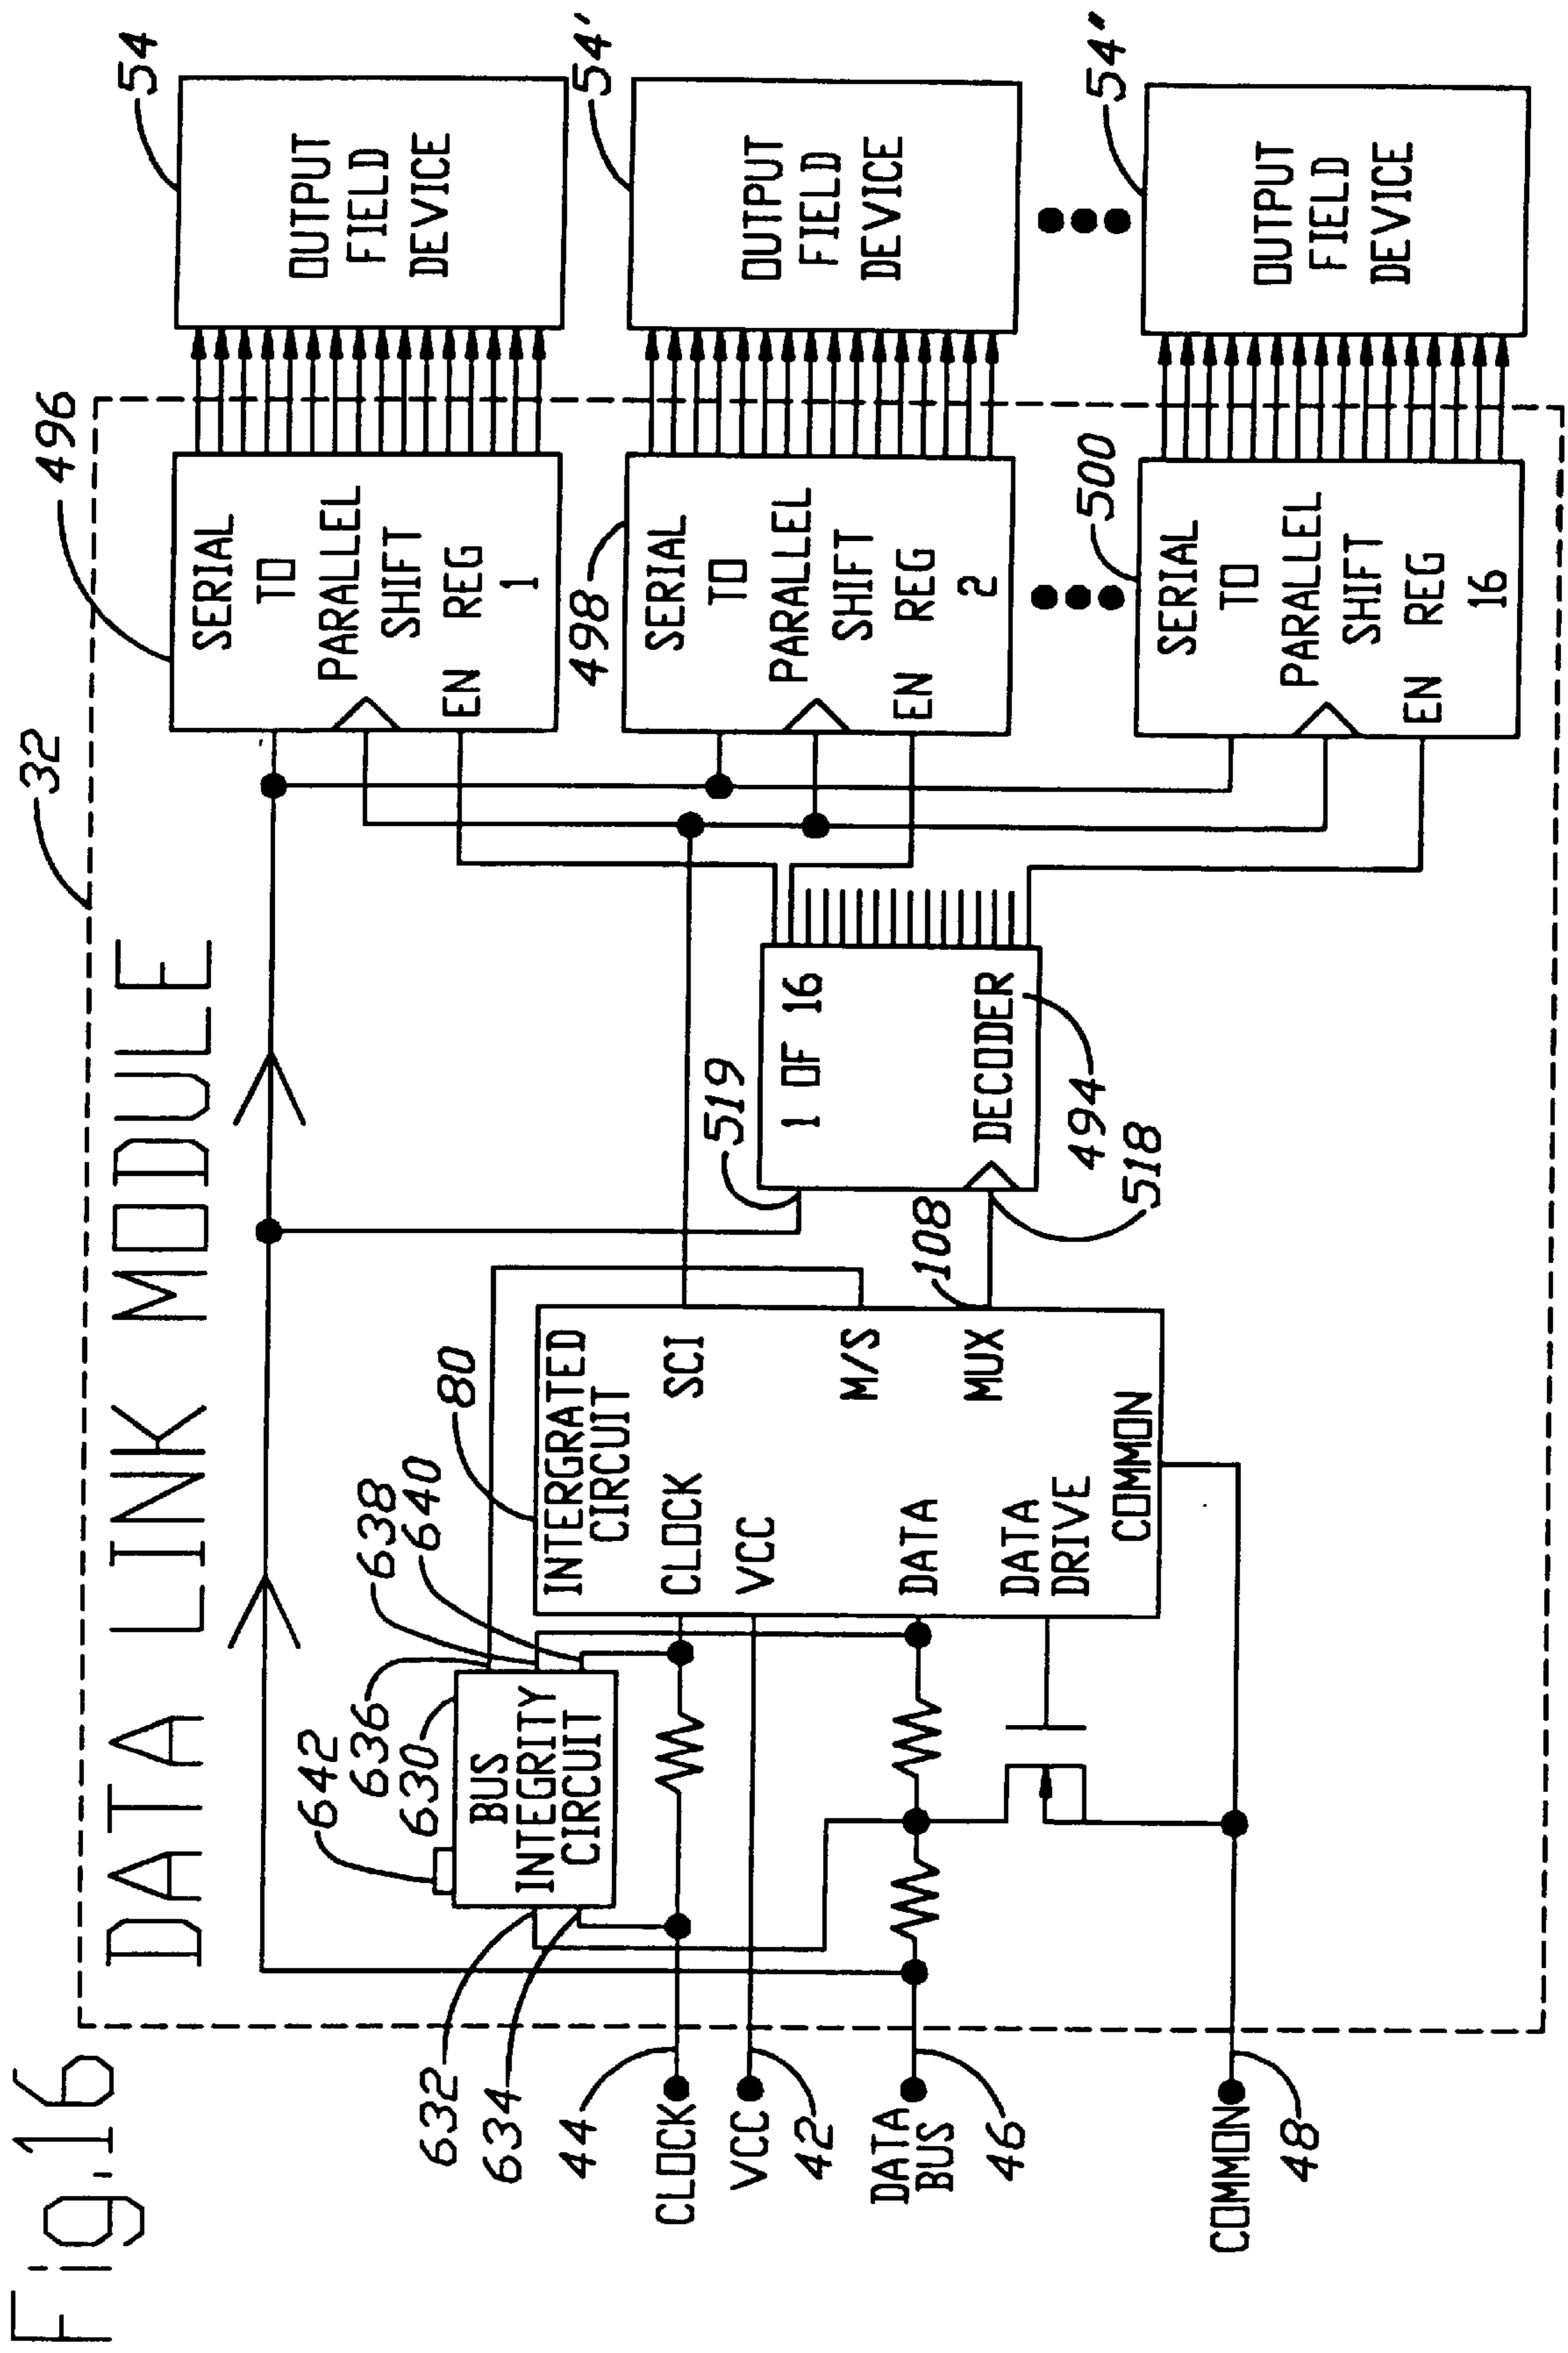 Fig.16
DATA LINK MODULE
32
496
54
SERIAL
TO
PARALLEL
SHIFT
EN REG
1
OUTPUT
FIELD
DEVICE
498
54'
SERIAL
TO
PARALLEL
SHIFT
EN REG
2
OUTPUT
FIELD
DEVICE
500
54"
SERIAL
TO
PARALLEL
SHIFT
EN REG
16
OUTPUT
FIELD
DEVICE
642
636
630
638
640
BUS
INTEGRITY
CIRCUIT
632
634
80
INTERGRATED
CIRCUIT
CLOCK SCI
VCC
M/S
DATA
MUX
DATA
DRIVE
COMMON
108
519
1 OF 16
DECODER
494
518
44
CLOCK
VCC
42
DATA
BUS
46
COMMON
48